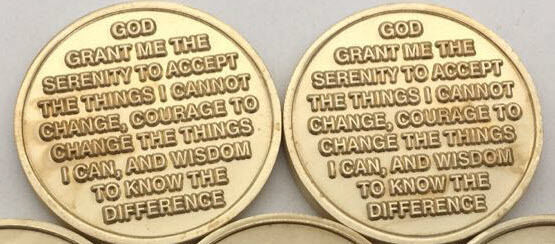 GOD
GRANT ME THE
SERENITY TO ACCEPT
THE THINGS I CANNOT
CHANGE, COURAGE TO
CHANGE THE THINGS
I CAN, AND WISDOM
TO KNOW THE
DIFFERENCE
GOD
GRANT ME THE
SERENITY TO ACCEPT
THE THINGS I CANNOT
CHANGE, COURAGE TO
CHANGE THE THINGS
I CAN, AND WISDOM
TO KNOW THE
DIFFERENCE